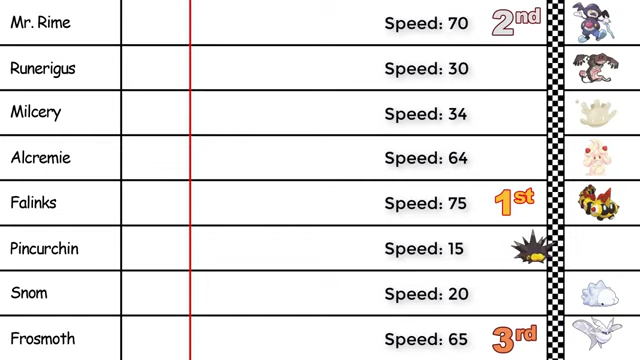 Mr. Rime Speed: 70 2nd
Runerigus Speed: 30
Milcery Speed: 34
Alcremie Speed: 64
Falinks Speed: 75 1st
Pincurchin Speed: 15
Snom Speed: 20
Frosmoth Speed: 65 3rd